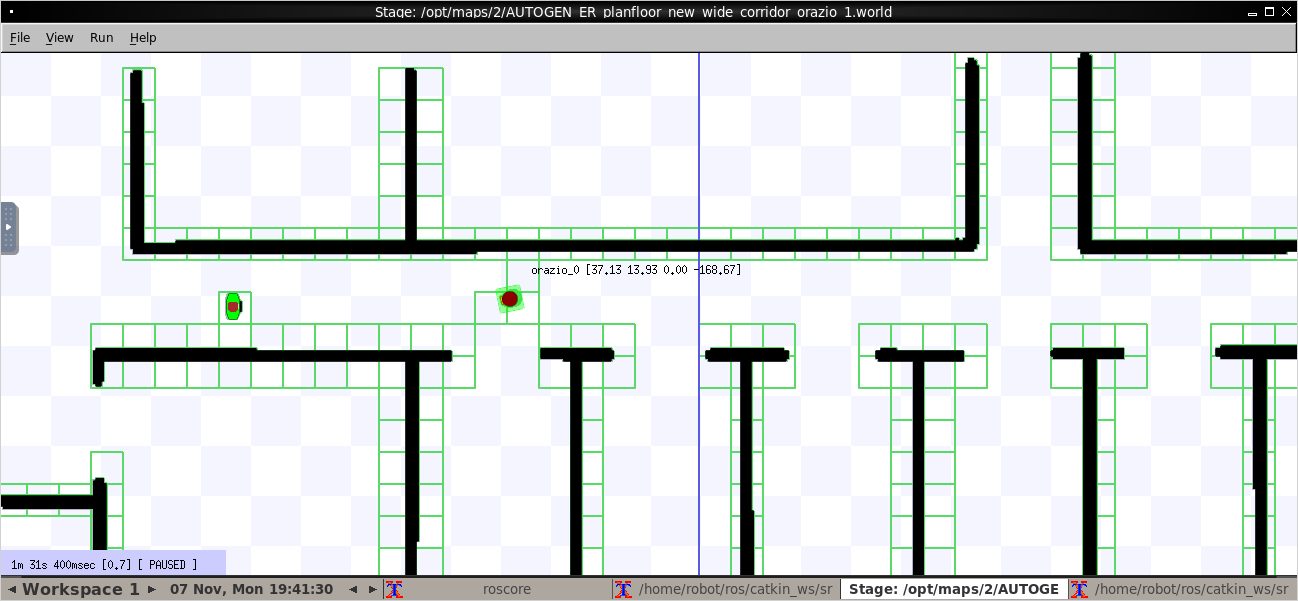 Stage: /opt/maps/2/AUTOGEN_ER_planfloor_new_wide_corridor_orazio_1.world
File View Run Help
orazio_0 [37.13 13.93 0.00 -168.67]
1m 31s 400msec [0.7] [ PAUSED ]
Workspace 1 07 Nov, Mon 19:41:30 roscore /home/robot/ros/catkin_ws/sr Stage: /opt/maps/2/AUTOGE /home/robot/ros/catkin_ws/sr